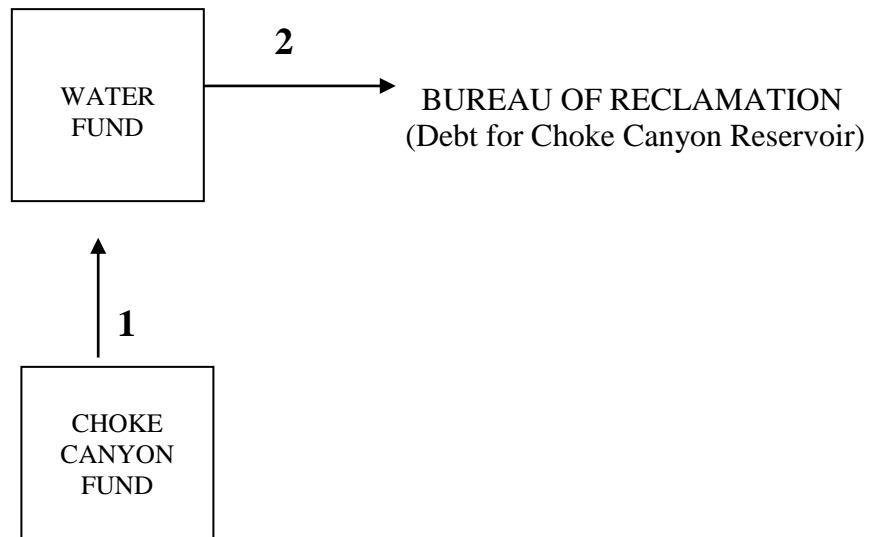 2
WATER
FUND
BUREAU OF RECLAMATION
(Debt for Choke Canyon Reservoir)
1
CHOKE
CANYON
FUND